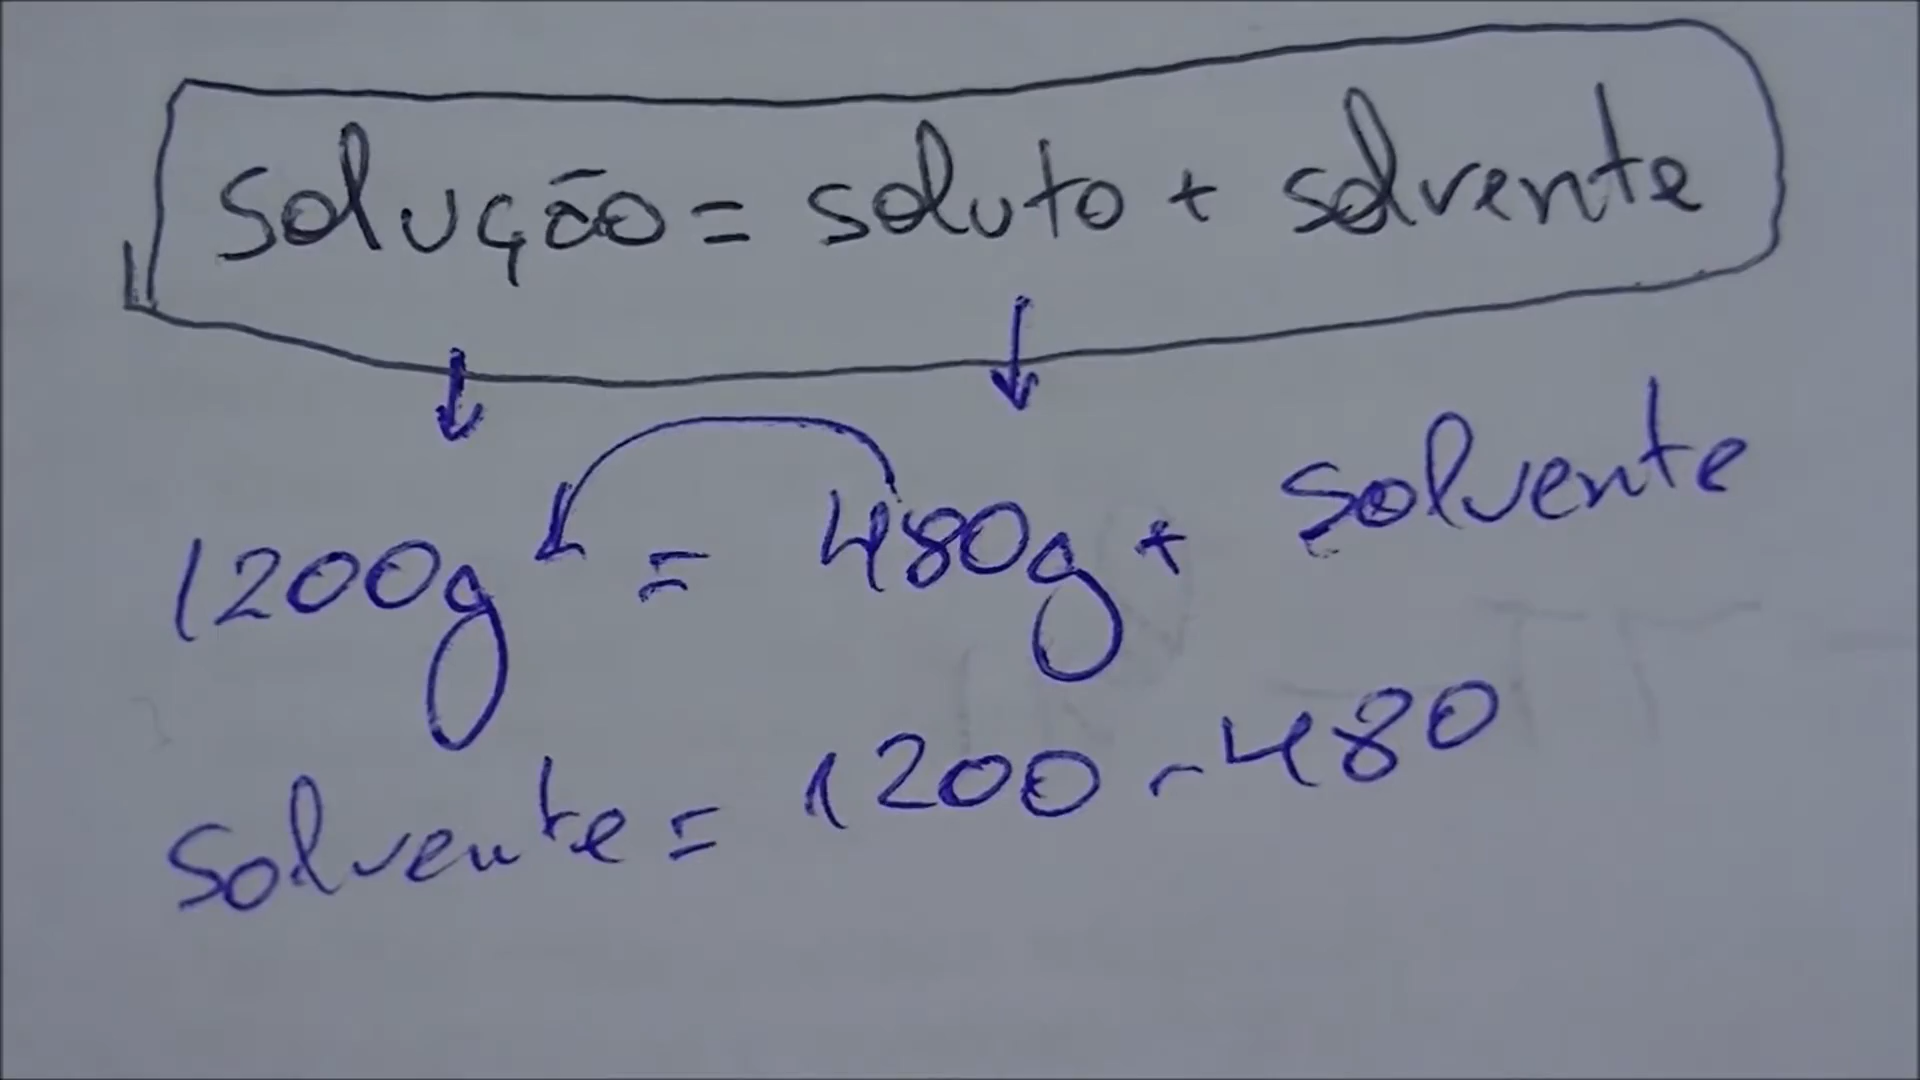 solução = soluto + solvente
1200g = 480g + solvente
solvente = 1200 - 480